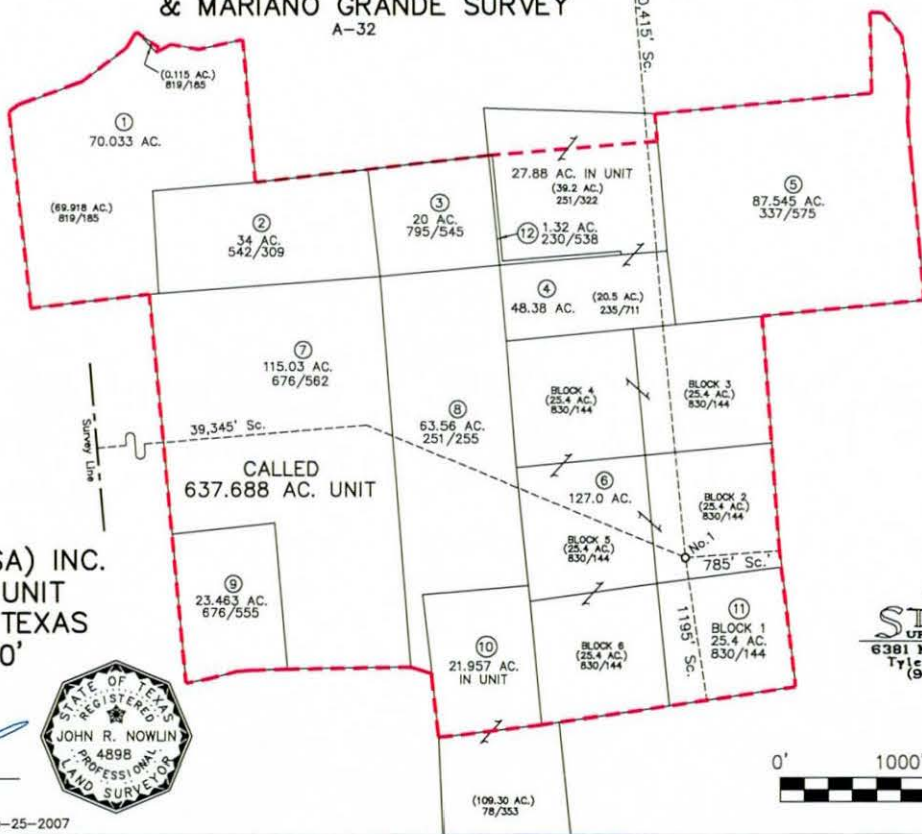 & MARIANO GRANDE SURVEY
A-32
0,415' Sc.
(0.115 AC.)
819/185
1
70.033 AC.
(69.918 AC.)
819/185
2
34 AC.
542/309
3
20 AC.
795/545
27.88 AC. IN UNIT
(39.2 AC.)
251/322
12 1.32 AC.
230/538
5
87.545 AC.
337/575
4
48.38 AC.
(20.5 AC.)
235/711
7
115.03 AC.
676/562
8
63.56 AC.
251/255
BLOCK 4
(25.4 AC.)
830/144
BLOCK 3
(25.4 AC.)
830/144
Survey Line
39,345' Sc.
CALLED
637.688 AC. UNIT
6
127.0 AC.
BLOCK 5
(25.4 AC.)
830/144
BLOCK 2
(25.4 AC.)
830/144
No.1
785' Sc.
1195' Sc.
9
23.463 AC.
676/555
10
21.957 AC.
IN UNIT
BLOCK 6
(25.4 AC.)
830/144
11
BLOCK 1
25.4 AC.
830/144
(109.30 AC.)
78/353
SA) INC.
UNIT
TEXAS
0'
STATE OF TEXAS
REGISTERED
JOHN R. NOWLIN
4898
PROFESSIONAL
LAND SURVEYOR
-25-2007
6381
0'
1000'